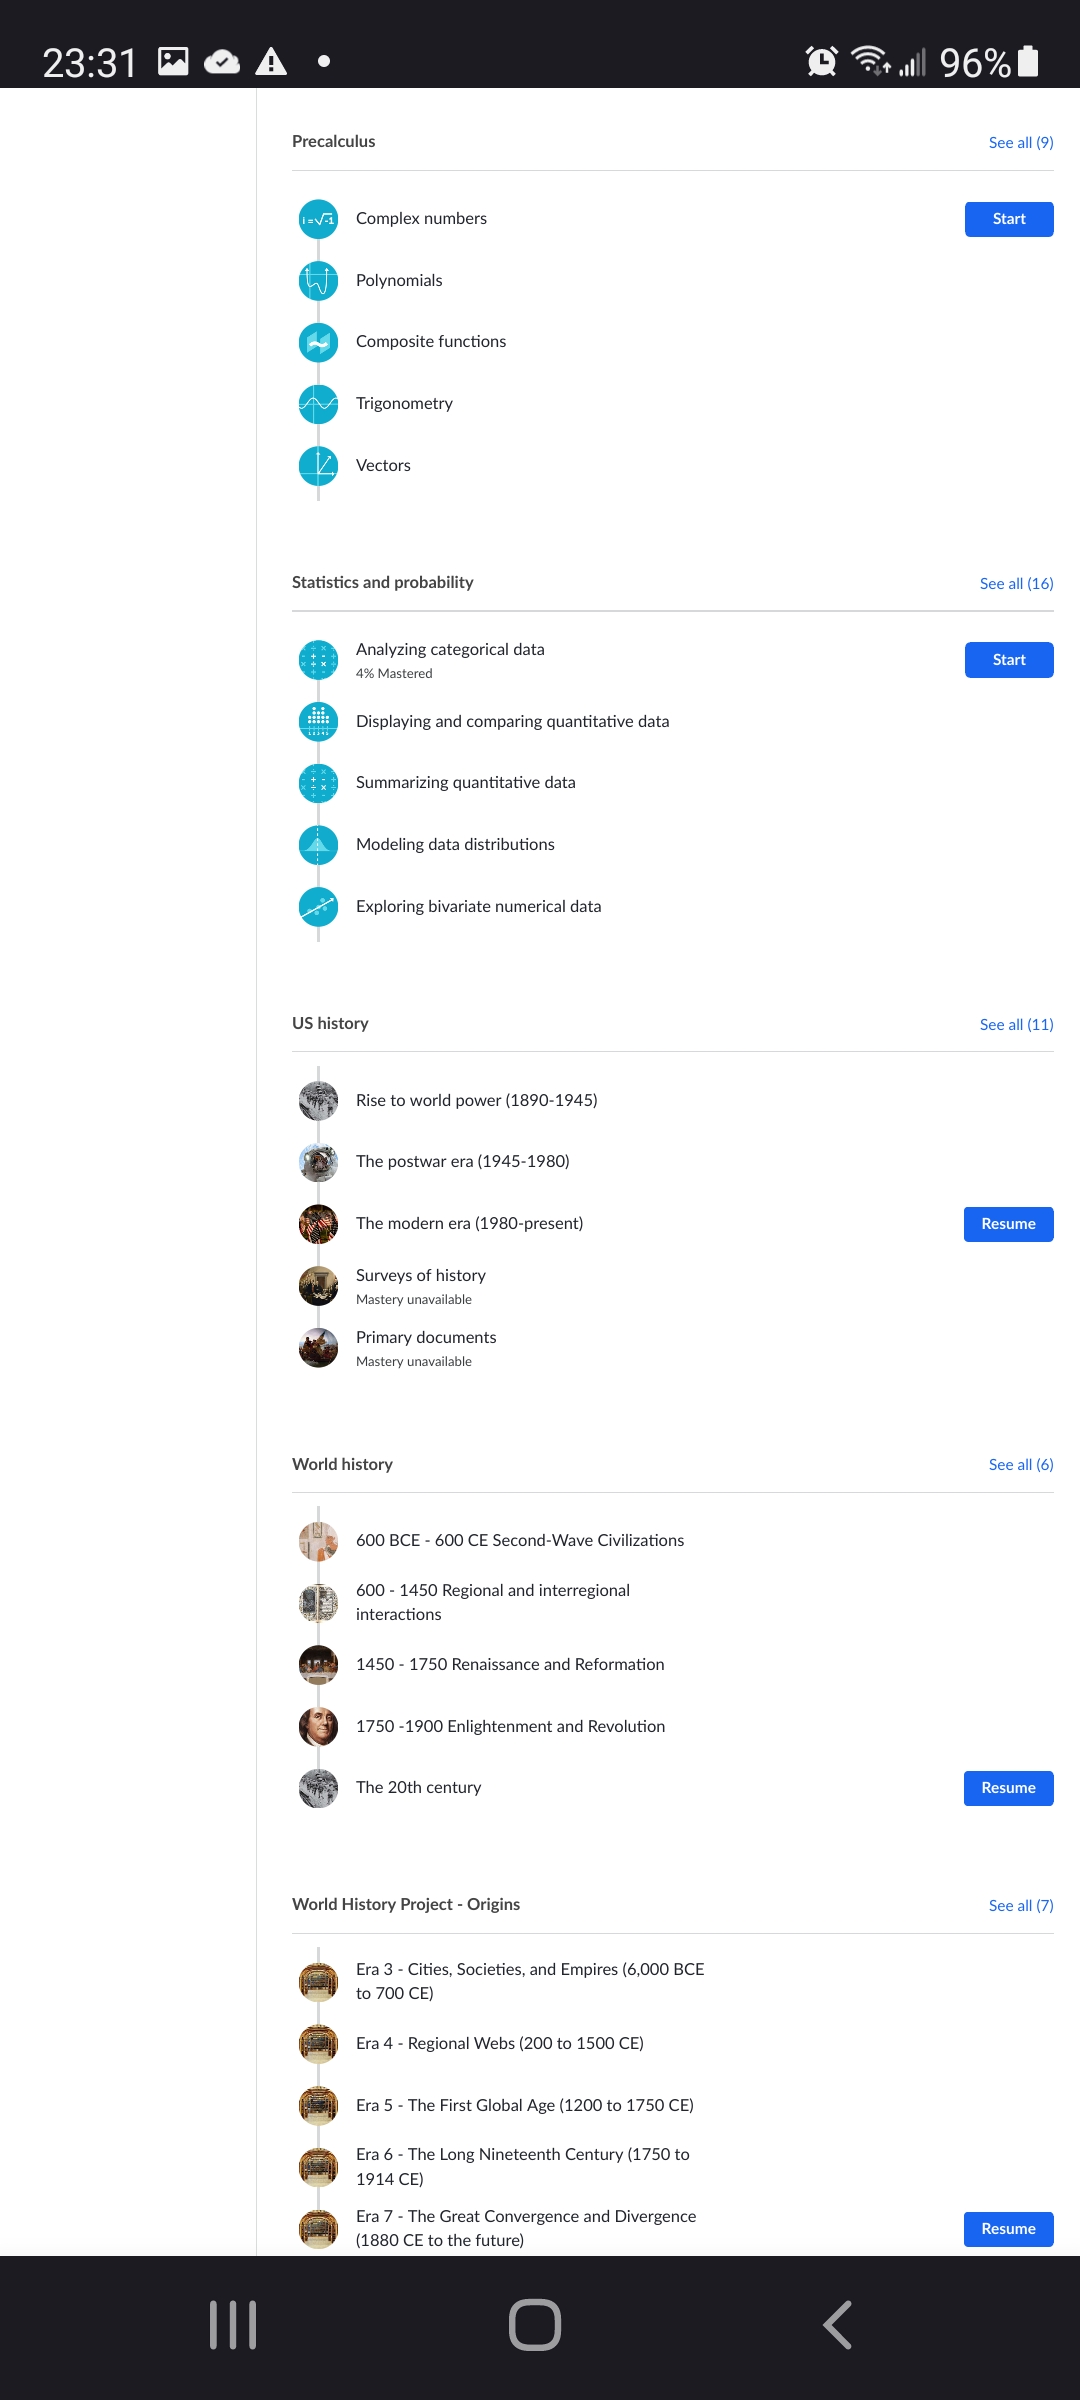 23:31
96%
Precalculus
See all (9)
i = √-1
Complex numbers
Start
Polynomials
Composite functions
Trigonometry
Vectors
Statistics and probability
See all (16)
Analyzing categorical data
Start
4% Mastered
Displaying and comparing quantitative data
Summarizing quantitative data
Modeling data distributions
Exploring bivariate numerical data
US history
See all (11)
Rise to world power (1890-1945)
The postwar era (1945-1980)
The modern era (1980-present)
Resume
Surveys of history
Mastery unavailable
Primary documents
Mastery unavailable
World history
See all (6)
600 BCE - 600 CE Second-Wave Civilizations
600 - 1450 Regional and interregional
interactions
1450 - 1750 Renaissance and Reformation
1750 -1900 Enlightenment and Revolution
The 20th century
Resume
World History Project - Origins
See all (7)
Era 3 - Cities, Societies, and Empires (6,000 BCE
to 700 CE)
Era 4 - Regional Webs (200 to 1500 CE)
Era 5 - The First Global Age (1200 to 1750 CE)
Era 6 - The Long Nineteenth Century (1750 to
1914 CE)
Era 7 - The Great Convergence and Divergence
(1880 CE to the future)
Resume